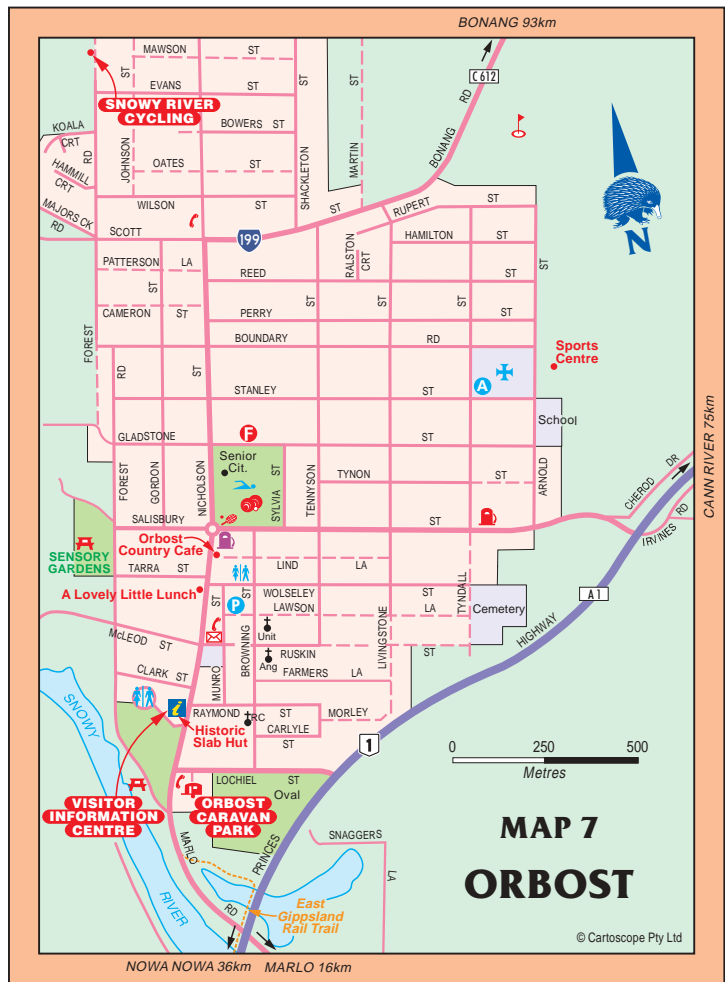 BONANG 93km
MAWSON ST
ST
ST
ST
C 612
EVANS ST
SNOWY RIVER
CYCLING
BOWERS ST
KOALA
CRT
RD
JOHNSON
OATES ST
SHACKLETON
MARTIN
BONANG
RD
HAMMILL
CRT
WILSON ST
MAJORS CK
RD
SCOTT
ST
RUPERT ST
199
HAMILTON ST
ST
PATTERSON LA
RALSTON
CRT
REED ST
ST
ST
ST
ST
CAMERON ST
PERRY ST
BOUNDARY RD
FOREST
RD
ST
Sports
Centre
STANLEY ST
A
School
GLADSTONE ST
F
Senior
Cit.
ST
TYNON ST
FOREST
GORDON
NICHOLSON
SYLVIA
TENNYSON
ARNOLD
CHEROD DR
CANN RIVER 75km
SALISBURY ST
IRVINES RD
Orbost
Country Cafe
SENSORY
GARDENS
TARRA ST
LIND LA
A Lovely Little Lunch
ST
ST
WOLSELEY ST
P
LAWSON LA
TYNDALL
Cemetery
A1
HIGHWAY
McLEOD ST
Unit
LIVINGSTONE
RUSKIN ST
Ang
FARMERS LA
CLARK ST
MUNRO
BROWNING
SNOWY
i
RAYMOND ST
MORLEY
RC
CARLYLE
ST
Historic
Slab Hut
1
0 250 500
Metres
LOCHIEL ST
Oval
VISITOR
INFORMATION
CENTRE
ORBOST
CARAVAN
PARK
MAP 7
ORBOST
SNAGGERS
LA
MARLO
RD
PRINCES
RIVER
East
Gippsland
Rail Trail
© Cartoscope Pty Ltd
NOWA NOWA 36km MARLO 16km
N